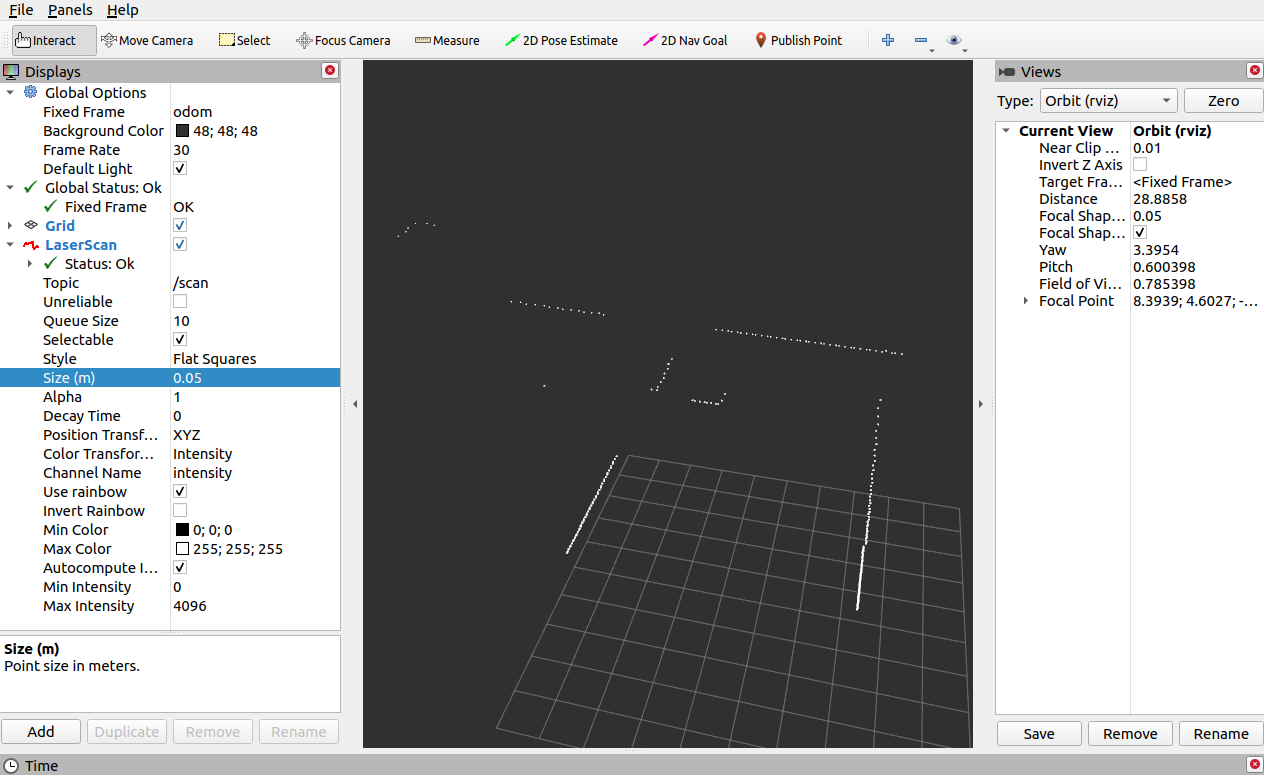 File Panels Help
Interact Move Camera Select Focus Camera Measure 2D Pose Estimate 2D Nav Goal Publish Point
Displays
Global Options
Fixed Frame odom
Background Color 48; 48; 48
Frame Rate 30
Default Light
Global Status: Ok
Fixed Frame OK
Grid
LaserScan
Status: Ok
Topic /scan
Unreliable
Queue Size 10
Selectable
Style Flat Squares
Size (m) 0.05
Alpha 1
Decay Time 0
Position Transf... XYZ
Color Transfor... Intensity
Channel Name intensity
Use rainbow
Invert Rainbow
Min Color 0; 0; 0
Max Color 255; 255; 255
Autocompute I...
Min Intensity 0
Max Intensity 4096
Size (m)
Point size in meters.
Add Duplicate Remove Rename
Time
Views
Type: Orbit (rviz) Zero
Current View Orbit (rviz)
Near Clip ... 0.01
Invert Z Axis
Target Fra... <Fixed Frame>
Distance 28.8858
Focal Shap... 0.05
Focal Shap...
Yaw 3.3954
Pitch 0.600398
Field of Vi... 0.785398
Focal Point 8.3939; 4.6027; -...
Save Remove Rename